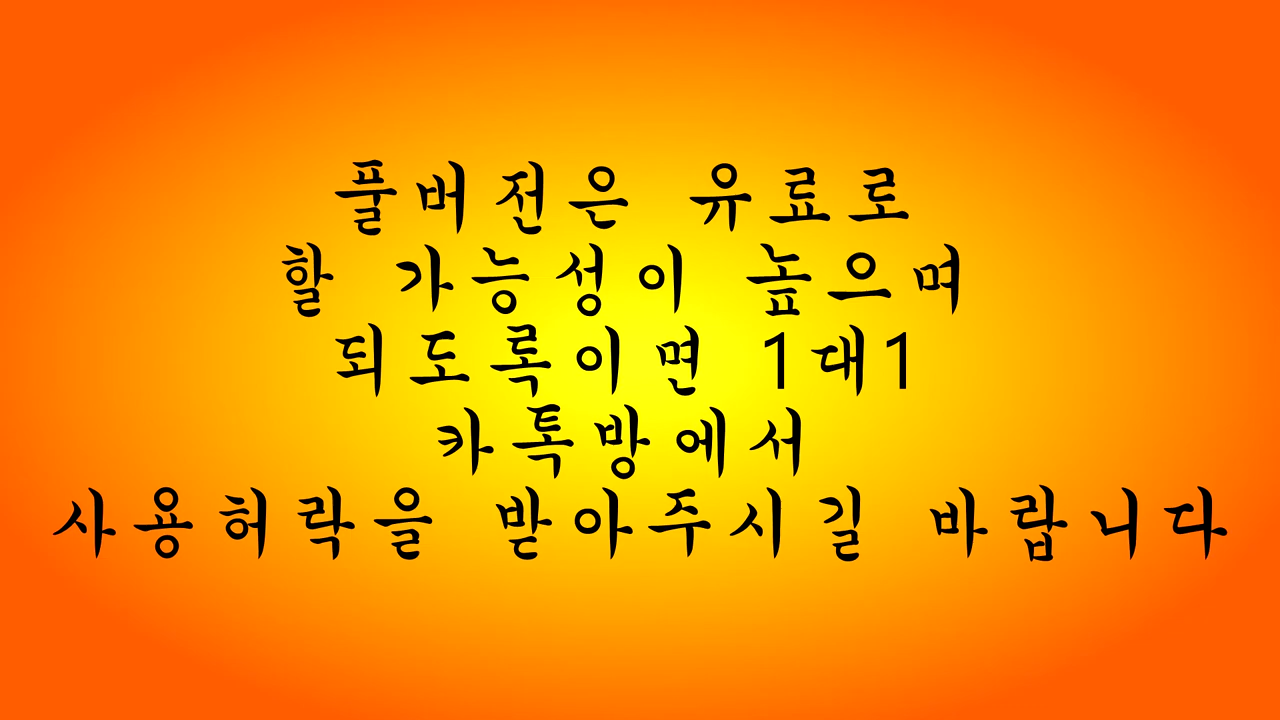 풀버전은 유료로
할 가능성이 높으며
되도록이면 1대1
카톡방에서
사용허락을 받아주시길 바랍니다